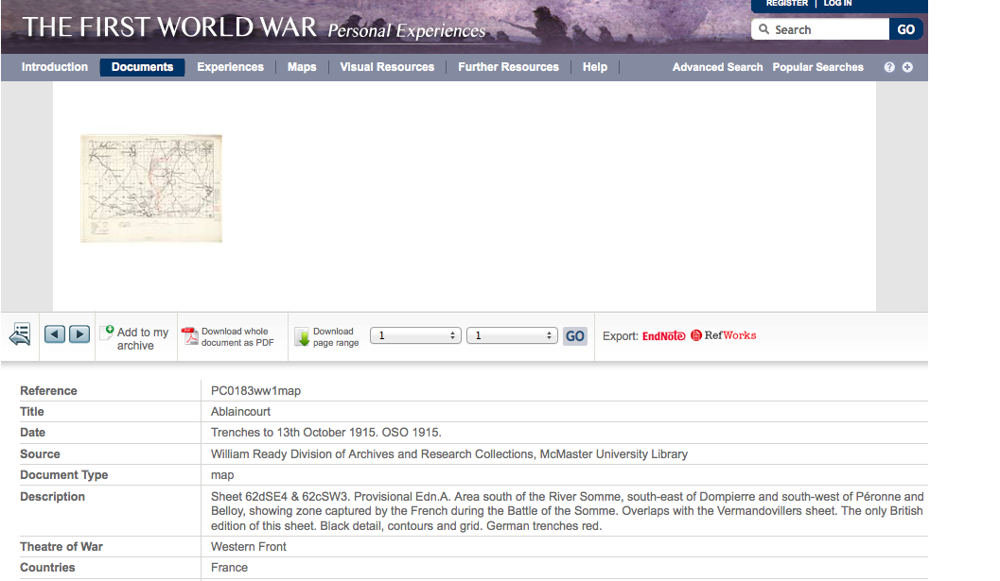 REGISTER | LOG IN
THE FIRST WORLD WAR Personal Experiences
Search GO
Introduction Documents Experiences Maps Visual Resources Further Resources Help Advanced Search Popular Searches ? +
Add to my archive
Download whole document as PDF
Download page range
1 1 GO
Export: EndNote RefWorks
Reference PC0183ww1map
Title Ablaincourt
Date Trenches to 13th October 1915. OSO 1915.
Source William Ready Division of Archives and Research Collections, McMaster University Library
Document Type map
Description Sheet 62dSE4 & 62cSW3. Provisional Edn.A. Area south of the River Somme, south-east of Dompierre and south-west of Péronne and
Belloy, showing zone captured by the French during the Battle of the Somme. Overlaps with the Vermandovillers sheet. The only British
edition of this sheet. Black detail, contours and grid. German trenches red.
Theatre of War Western Front
Countries France